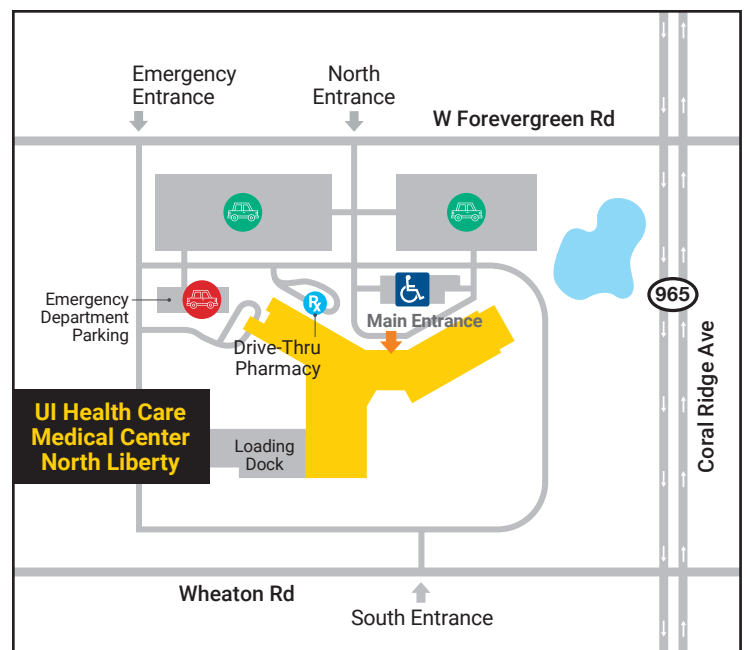 Emergency
Entrance
North
Entrance
W Forevergreen Rd
965
Emergency
Department
Parking
Rx
Main Entrance
Drive-Thru
Pharmacy
Coral Ridge Ave
UI Health Care
Medical Center
North Liberty
Loading
Dock
Wheaton Rd
South Entrance